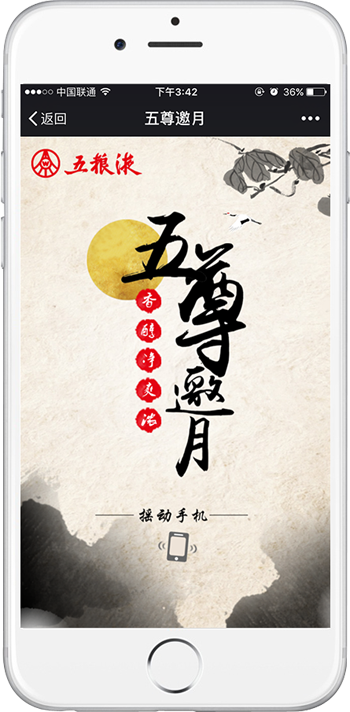 中国联通 下午3:42 36%
返回 五尊邀月
五粮液
五尊邀月
香
醇
净
爽
浓
摇动手机